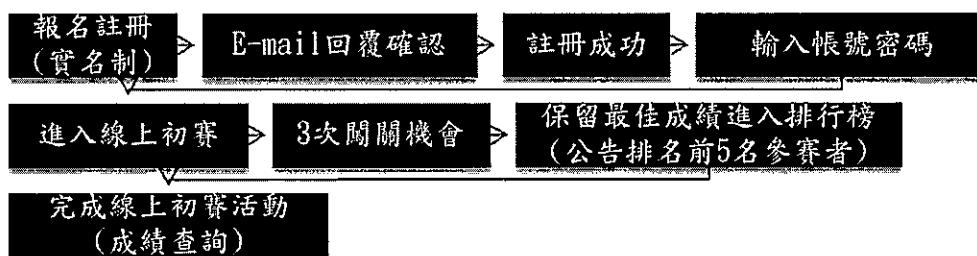 報名註冊
(實名制)
E-mail回覆確認
註冊成功
輸入帳號密碼
進入線上初賽
3次闖關機會
保留最佳成績進入排行榜
(公告排名前5名參賽者)
完成線上初賽活動
(成績查詢)